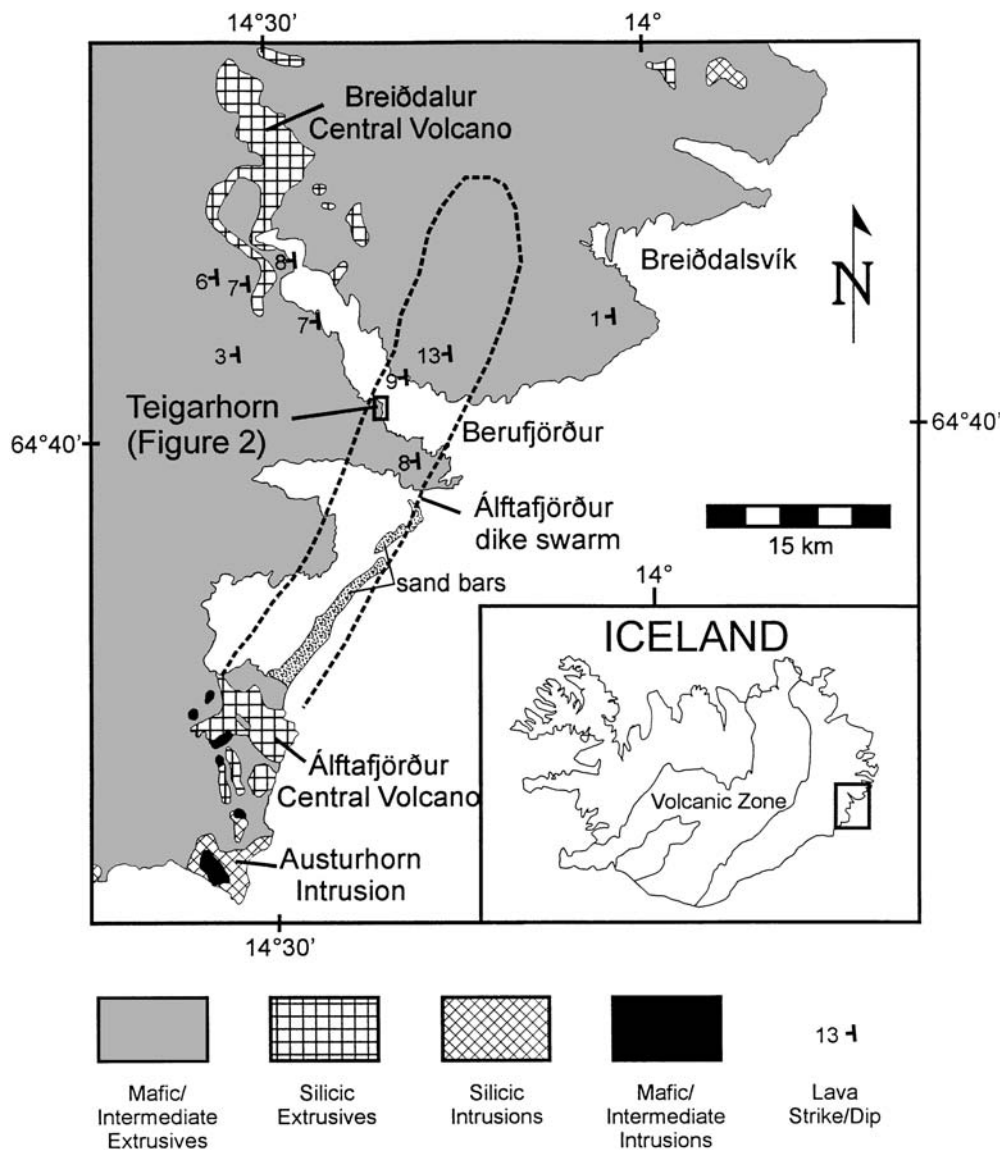 14°30'
14°
Breiðdalur
Central Volcano
Breiðdalsvík
N
8
6
7
7
1
3
13
9
Teigarhorn
(Figure 2)
64°40'
64°40'
Berufjörður
8
Álftafjörður
dike swarm
15 km
sand bars
14°
ICELAND
Volcanic Zone
Álftafjörður
Central Volcano
Austurhorn
Intrusion
14°30'
13
Mafic/
Intermediate
Extrusives
Silicic
Extrusives
Silicic
Intrusions
Mafic/
Intermediate
Intrusions
Lava
Strike/Dip